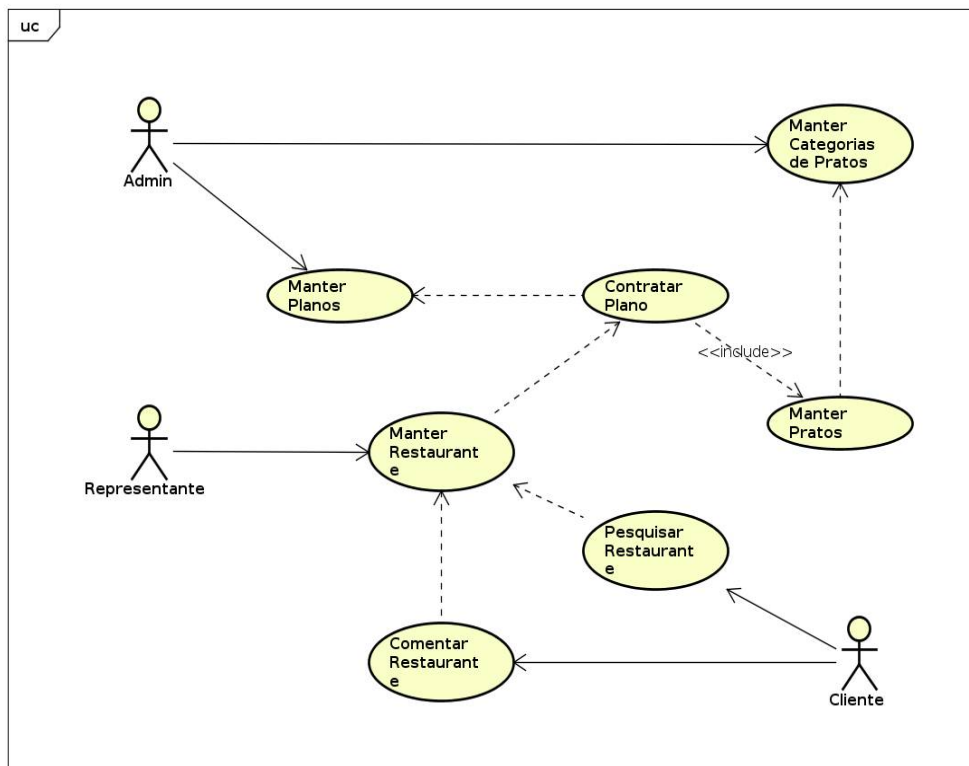 uc
Manter
Categorias
de Pratos
Admin
Manter
Planos
Contratar
Plano
<<include>>
Manter
Pratos
Manter
Restaurant
e
Representante
Pesquisar
Restaurant
e
Comentar
Restaurant
e
Cliente